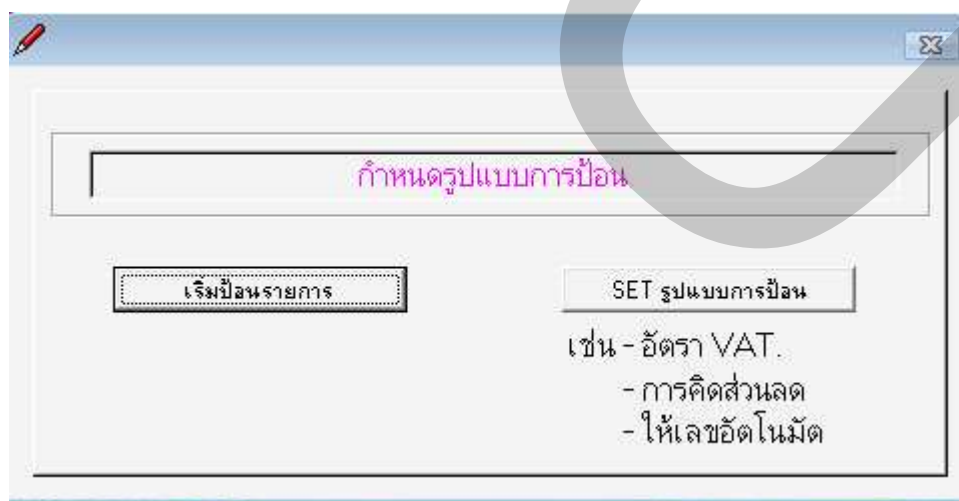 กำหนดรูปแบบการป้อน
เริ่มป้อนรายการ
SET รูปแบบการป้อน
เช่น - อัตรา VAT.
- การคิดส่วนลด
- ให้เลขอัตโนมัต